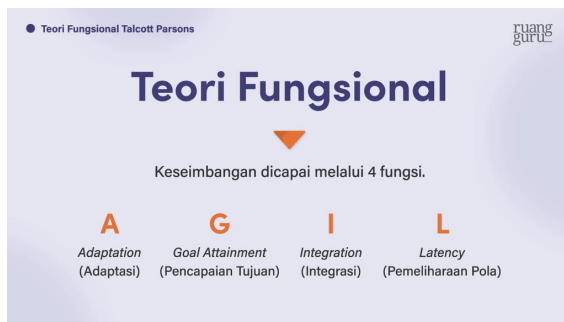 Teori Fungsional Talcott Parsons
ruang
guru
Teori Fungsional
Keseimbangan dicapai melalui 4 fungsi.
A G I L
Adaptation Goal Attainment Integration Latency
(Adaptasi) (Pencapaian Tujuan) (Integrasi) (Pemeliharaan Pola)